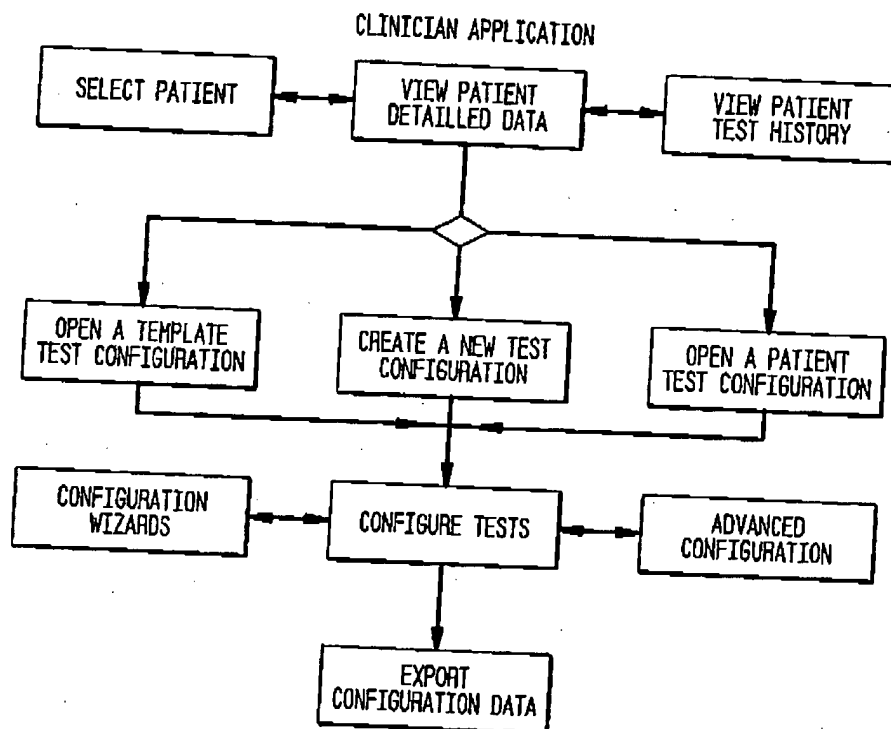 CLINICIAN APPLICATION
SELECT PATIENT
VIEW PATIENT
DETAILLED DATA
VIEW PATIENT
TEST HISTORY
OPEN A TEMPLATE
TEST CONFIGURATION
CREATE A NEW TEST
CONFIGURATION
OPEN A PATIENT
TEST CONFIGURATION
CONFIGURATION
WIZARDS
CONFIGURE TESTS
ADVANCED
CONFIGURATION
EXPORT
CONFIGURATION DATA